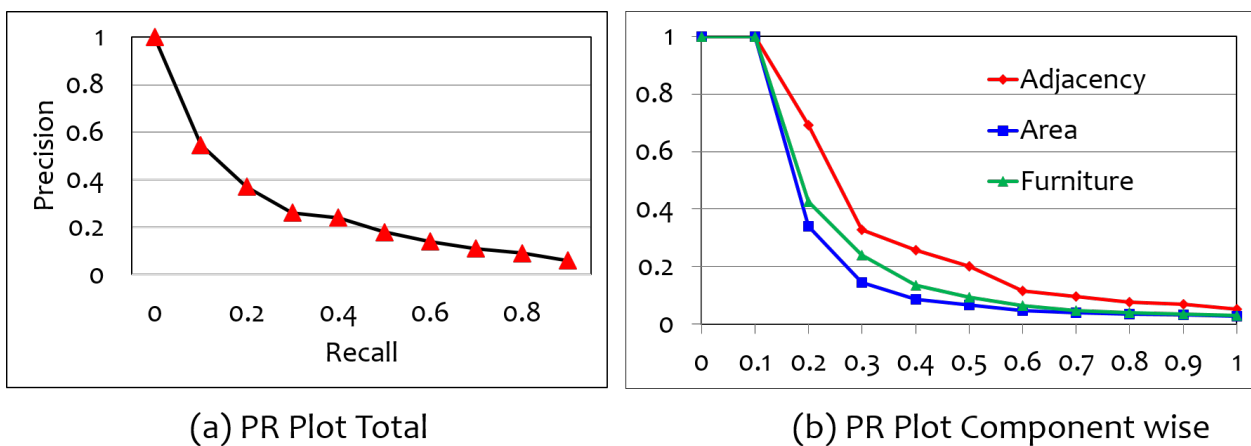 1
0.8
0.6
0.4
0.2
0
Precision
0 0.2 0.4 0.6 0.8
Recall
(a) PR Plot Total
1
0.8
0.6
0.4
0.2
0
Adjacency
Area
Furniture
0 0.1 0.2 0.3 0.4 0.5 0.6 0.7 0.8 0.9 1
(b) PR Plot Component wise